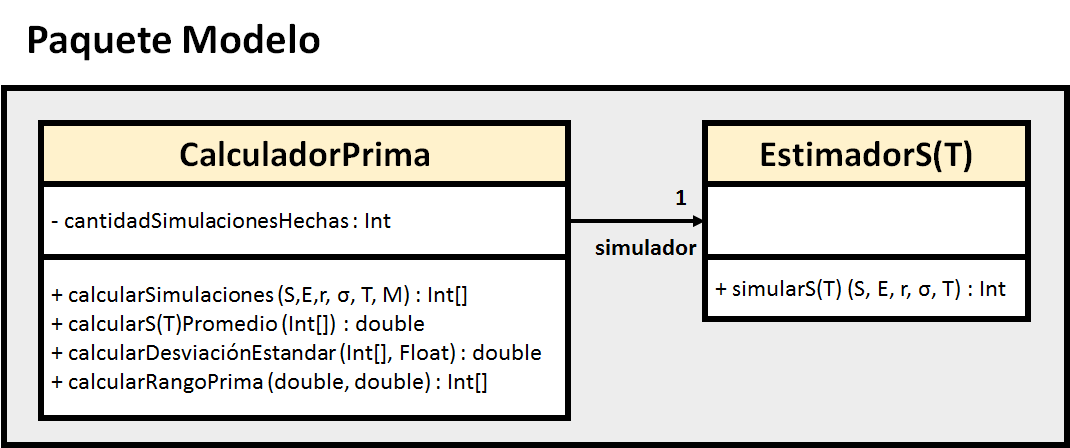 Paquete Modelo
CalculadorPrima
- cantidadSimulacionesHechas : Int
+ calcularSimulaciones (S,E,r, σ, T, M) : Int[]
+ calcularS(T)Promedio (Int[]) : double
+ calcularDesviaciónEstandar (Int[], Float) : double
+ calcularRangoPrima (double, double) : Int[]
1
simulador
EstimadorS(T)
+ simularS(T) (S, E, r, σ, T) : Int